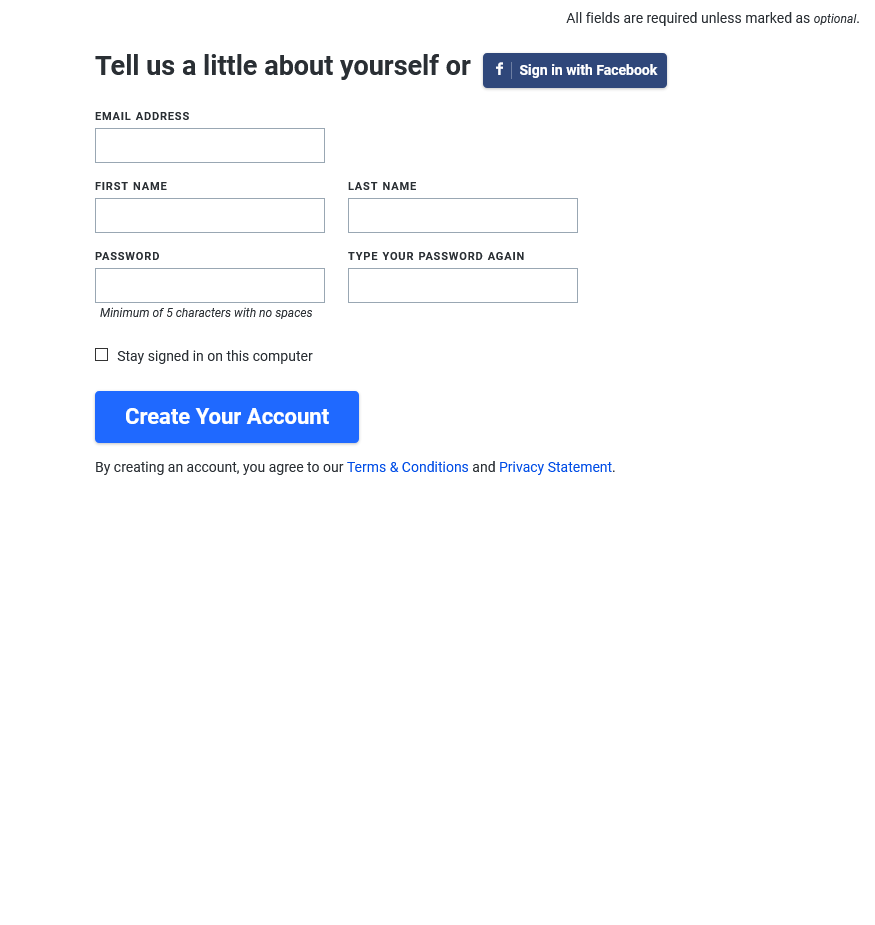 All fields are required unless marked as optional.
Tell us a little about yourself or
f Sign in with Facebook
EMAIL ADDRESS
FIRST NAME LAST NAME
PASSWORD TYPE YOUR PASSWORD AGAIN
Minimum of 5 characters with no spaces
Stay signed in on this computer
Create Your Account
By creating an account, you agree to our Terms & Conditions and Privacy Statement.